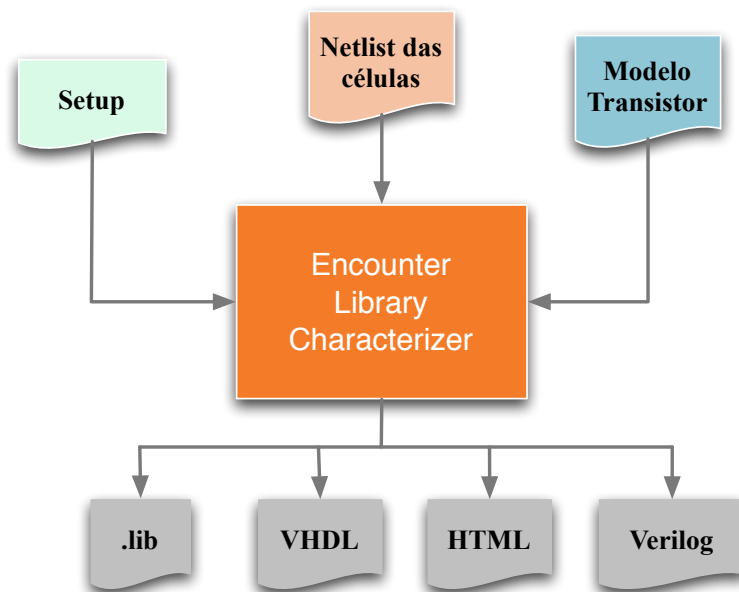 Setup
Netlist das
células
Modelo
Transistor
Encounter
Library
Characterizer
.lib
VHDL
HTML
Verilog